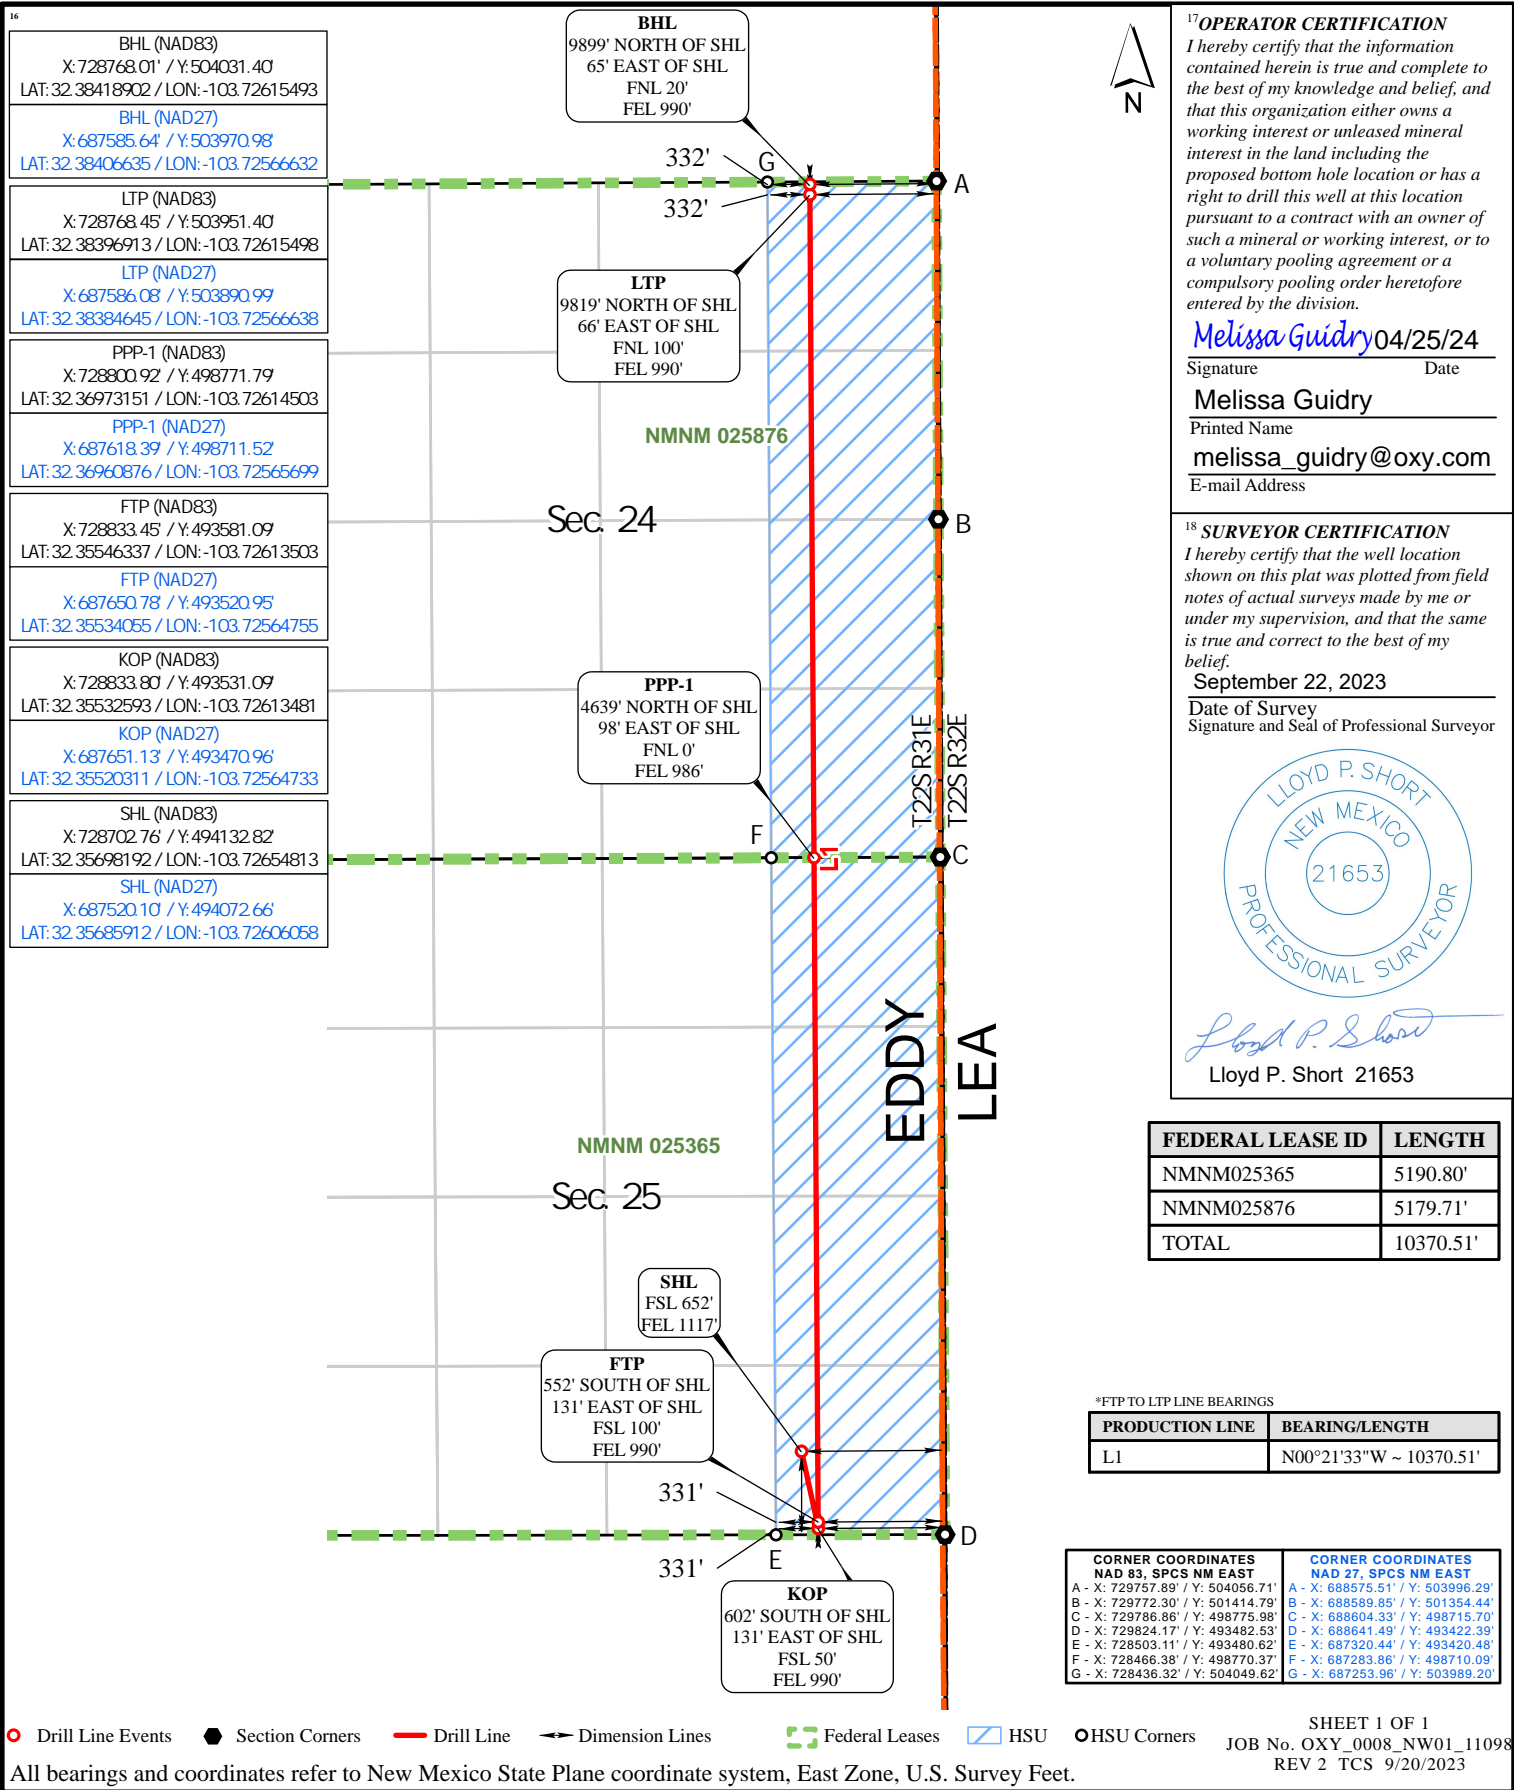 16
BHL (NAD83)
X: 728768.01' / Y: 504031.40'
LAT: 32.38418902 / LON: -103.72615493
BHL (NAD27)
X: 687585.64' / Y: 503970.98'
LAT: 32.38406635 / LON: -103.72566632
LTP (NAD83)
X: 728768.45' / Y: 503951.40'
LAT: 32.38396913 / LON: -103.72615498
LTP (NAD27)
X: 687586.08' / Y: 503890.99'
LAT: 32.38384645 / LON: -103.72566638
PPP-1 (NAD83)
X: 728800.92' / Y: 498771.79'
LAT: 32.36973151 / LON: -103.72614503
PPP-1 (NAD27)
X: 687618.39' / Y: 498711.52'
LAT: 32.36960876 / LON: -103.72565699
FTP (NAD83)
X: 728833.45' / Y: 493581.09'
LAT: 32.35546337 / LON: -103.72613503
FTP (NAD27)
X: 687650.78' / Y: 493520.95'
LAT: 32.35534055 / LON: -103.72564755
KOP (NAD83)
X: 728833.80' / Y: 493531.09'
LAT: 32.35532593 / LON: -103.72613481
KOP (NAD27)
X: 687651.13' / Y: 493470.96'
LAT: 32.35520311 / LON: -103.72564733
SHL (NAD83)
X: 728702.76' / Y: 494132.82'
LAT: 32.35698192 / LON: -103.72654813
SHL (NAD27)
X: 687520.10' / Y: 494072.66'
LAT: 32.35685912 / LON: -103.72606058
BHL
9899' NORTH OF SHL
65' EAST OF SHL
FNL 20'
FEL 990'
N
332'
G
A
332'
LTP
9819' NORTH OF SHL
66' EAST OF SHL
FNL 100'
FEL 990'
NMNM 025876
Sec. 24
B
PPP-1
4639' NORTH OF SHL
98' EAST OF SHL
FNL 0'
FEL 986'
T22S R31E
T22S R32E
F
L1
C
EDDY
LEA
NMNM 025365
Sec. 25
SHL
FSL 652'
FEL 1117'
FTP
552' SOUTH OF SHL
131' EAST OF SHL
FSL 100'
FEL 990'
331'
D
331'
E
KOP
602' SOUTH OF SHL
131' EAST OF SHL
FSL 50'
FEL 990'
17 OPERATOR CERTIFICATION
I hereby certify that the information
contained herein is true and complete to
the best of my knowledge and belief, and
that this organization either owns a
working interest or unleased mineral
interest in the land including the
proposed bottom hole location or has a
right to drill this well at this location
pursuant to a contract with an owner of
such a mineral or working interest, or to
a voluntary pooling agreement or a
compulsory pooling order heretofore
entered by the division.
Melissa Guidry 04/25/24
Signature Date
Melissa Guidry
Printed Name
melissa_guidry@oxy.com
E-mail Address
18 SURVEYOR CERTIFICATION
I hereby certify that the well location
shown on this plat was plotted from field
notes of actual surveys made by me or
under my supervision, and that the same
is true and correct to the best of my
belief.
September 22, 2023
Date of Survey
Signature and Seal of Professional Surveyor
LLOYD P. SHORT
NEW MEXICO
21653
PROFESSIONAL SURVEYOR
Lloyd P. Short
Lloyd P. Short 21653
FEDERAL LEASE ID LENGTH
NMNM025365 5190.80'
NMNM025876 5179.71'
TOTAL 10370.51'
*FTP TO LTP LINE BEARINGS
PRODUCTION LINE BEARING/LENGTH
L1 N00°21'33"W ~ 10370.51'
CORNER COORDINATES
NAD 83, SPCS NM EAST
A - X: 729757.89' / Y: 504056.71'
B - X: 729772.30' / Y: 501414.79'
C - X: 729786.86' / Y: 498775.98'
D - X: 729824.17' / Y: 493482.53'
E - X: 728503.11' / Y: 493480.62'
F - X: 728466.38' / Y: 498770.37'
G - X: 728436.32' / Y: 504049.62'
CORNER COORDINATES
NAD 27, SPCS NM EAST
A - X: 688575.51' / Y: 503996.29'
B - X: 688589.85' / Y: 501354.44'
C - X: 688604.33' / Y: 498715.70'
D - X: 688641.49' / Y: 493422.39'
E - X: 687320.44' / Y: 493420.48'
F - X: 687283.86' / Y: 498710.09'
G - X: 687253.96' / Y: 503989.20'
Drill Line Events Section Corners Drill Line Dimension Lines Federal Leases HSU HSU Corners
SHEET 1 OF 1
JOB No. OXY_0008_NW01_11098
REV 2 TCS 9/20/2023
All bearings and coordinates refer to New Mexico State Plane coordinate system, East Zone, U.S. Survey Feet.